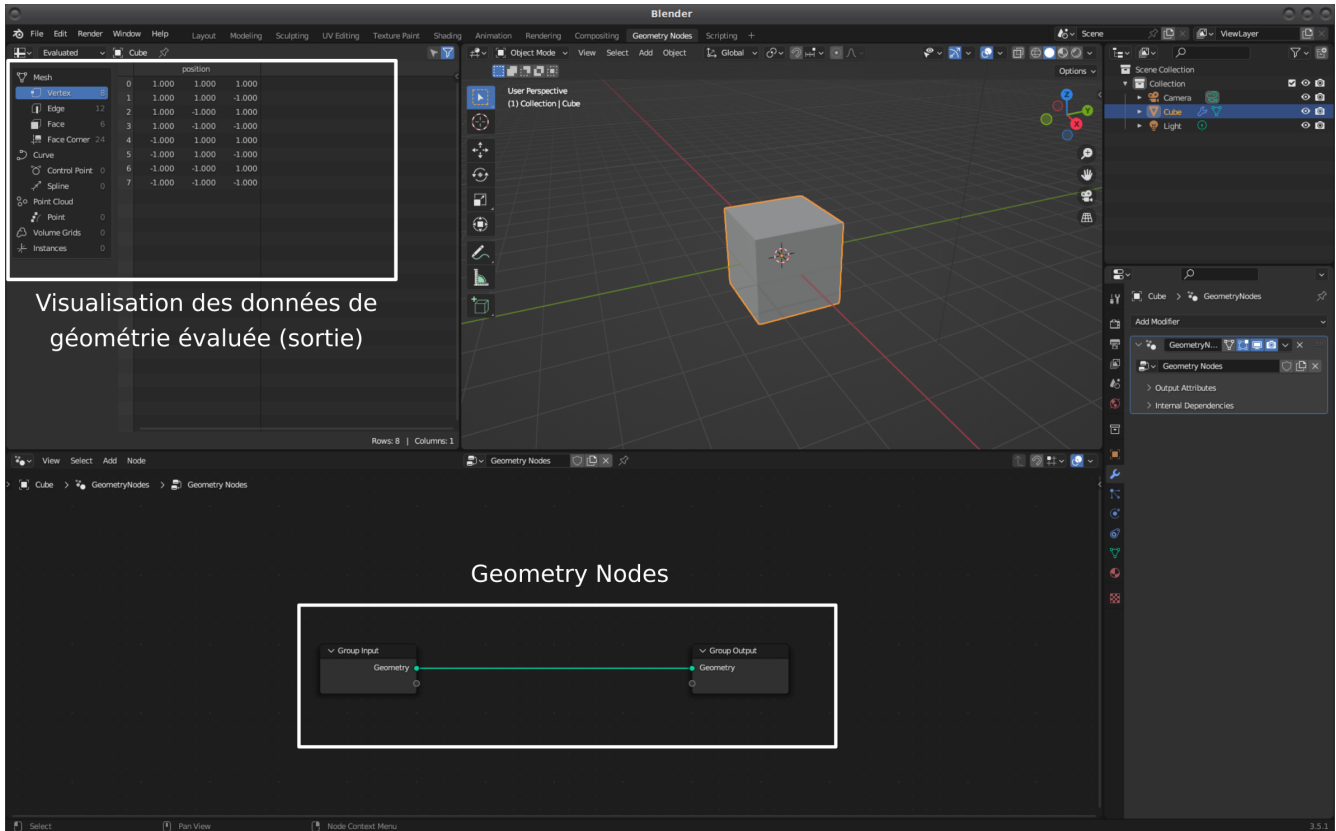 Blender
File Edit Render Window Help Layout Modeling Sculpting UV Editing Texture Paint Shading Animation Rendering Compositing Geometry Nodes Scripting + Scene ViewLayer
Evaluated Cube
Object Mode View Select Add Object Global
Options
position
Mesh
Vertex 8
Edge 12
Face 6
Face Corner 24
Curve
Control Point 0
Spline 0
Point Cloud
Point 0
Volume Grids 0
Instances 0
0 1.000 1.000 1.000
1 1.000 1.000 -1.000
2 1.000 -1.000 1.000
3 1.000 -1.000 -1.000
4 -1.000 1.000 1.000
5 -1.000 1.000 -1.000
6 -1.000 -1.000 1.000
7 -1.000 -1.000 -1.000
Visualisation des données de
géométrie évaluée (sortie)
Rows: 8 | Columns: 1
User Perspective
(1) Collection | Cube
Z
Y
X
Scene Collection
Collection
Camera
Cube
Light
Cube > GeometryNodes
Add Modifier
GeometryN...
Geometry Nodes
> Output Attributes
> Internal Dependencies
View Select Add Node Geometry Nodes
Cube > GeometryNodes > Geometry Nodes
Geometry Nodes
Group Input
Geometry
Group Output
Geometry
Select Pan View Node Context Menu 3.5.1